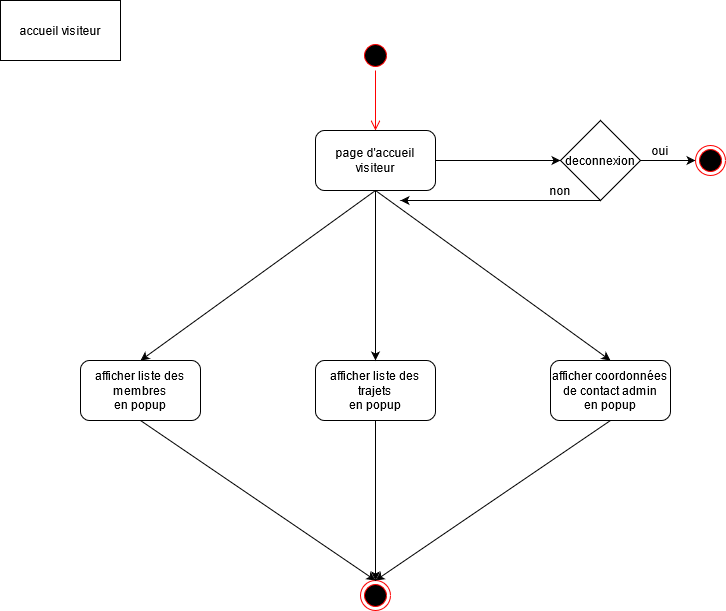 accueil visiteur
page d'accueil
visiteur
deconnexion
oui
non
afficher liste des
membres
en popup
afficher liste des
trajets
en popup
afficher coordonnées
de contact admin
en popup